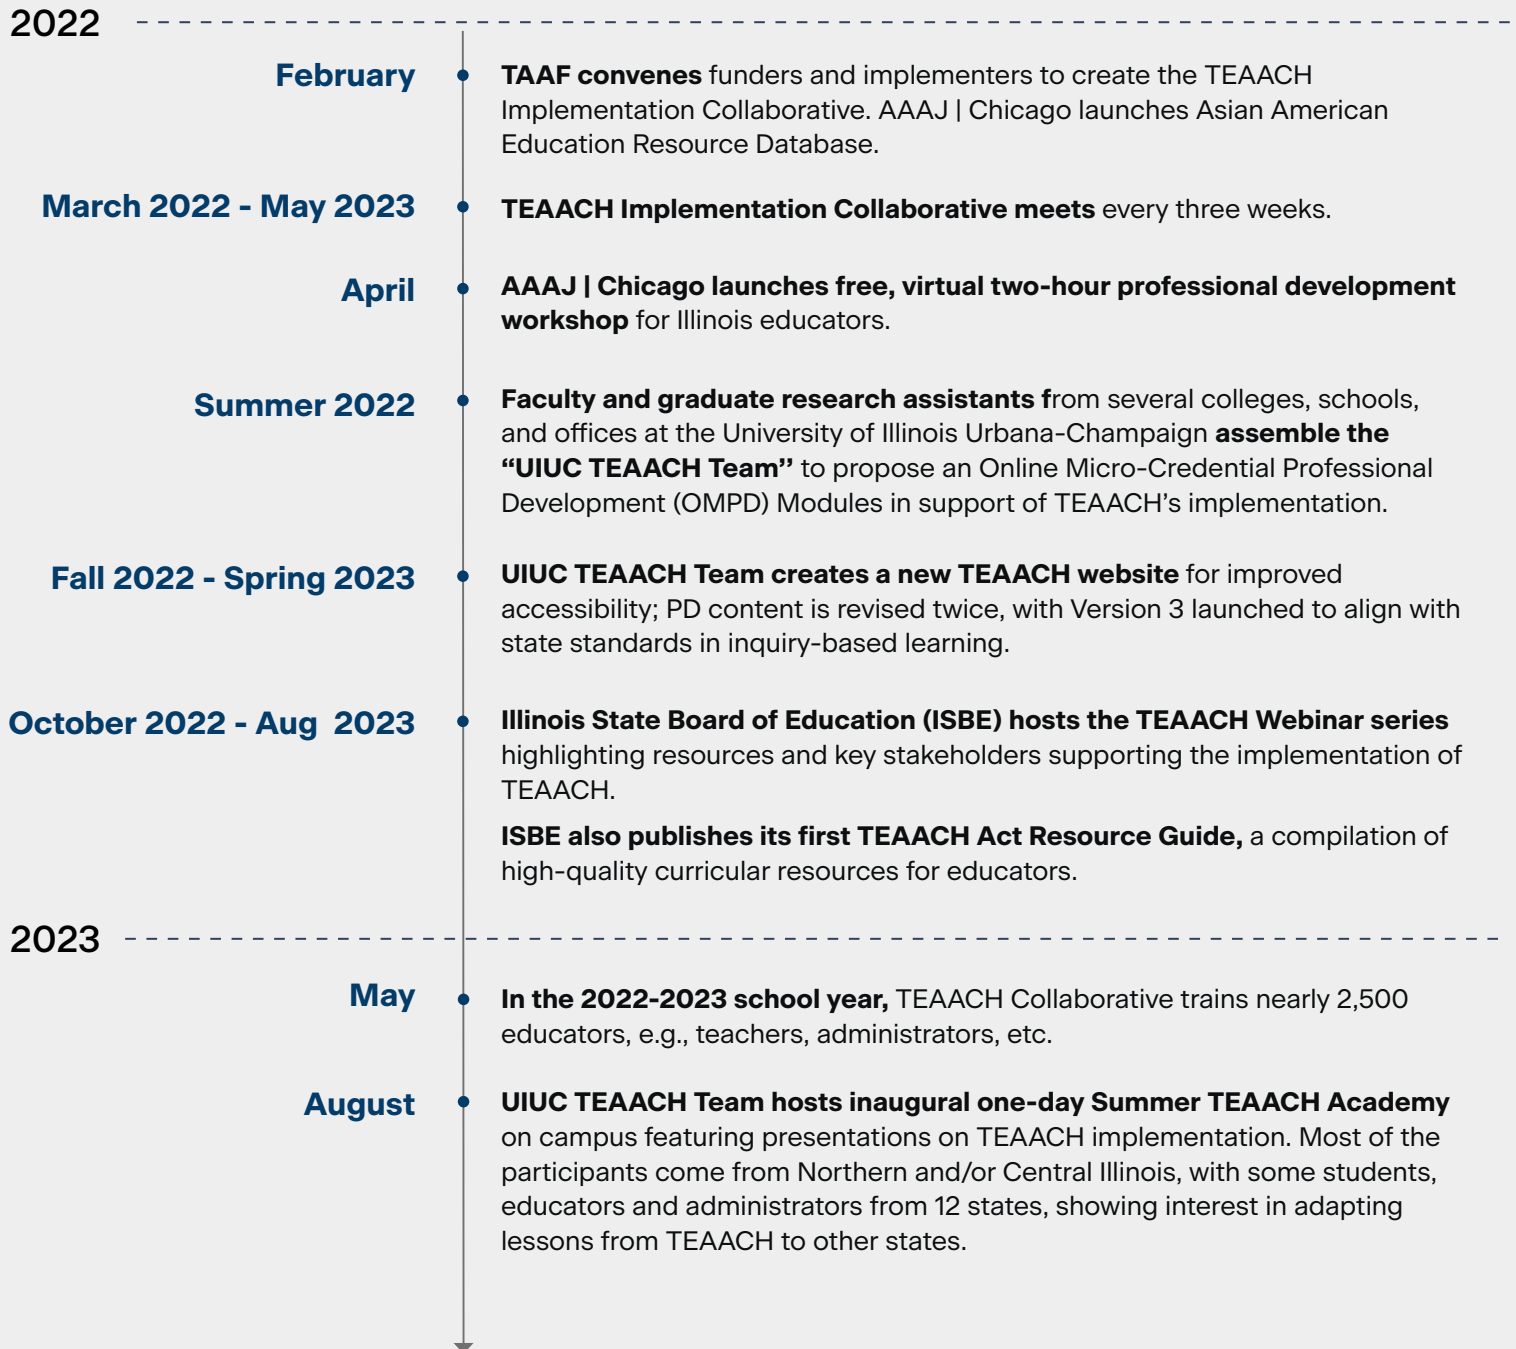 2022
February
TAAF convenes funders and implementers to create the TEAACH
Implementation Collaborative. AAAJ | Chicago launches Asian American
Education Resource Database.
March 2022 - May 2023
TEAACH Implementation Collaborative meets every three weeks.
April
AAAJ | Chicago launches free, virtual two-hour professional development
workshop for Illinois educators.
Summer 2022
Faculty and graduate research assistants from several colleges, schools,
and offices at the University of Illinois Urbana-Champaign assemble the
“UIUC TEAACH Team” to propose an Online Micro-Credential Professional
Development (OMPD) Modules in support of TEAACH’s implementation.
Fall 2022 - Spring 2023
UIUC TEAACH Team creates a new TEAACH website for improved
accessibility; PD content is revised twice, with Version 3 launched to align with
state standards in inquiry-based learning.
October 2022 - Aug  2023
Illinois State Board of Education (ISBE) hosts the TEAACH Webinar series
highlighting resources and key stakeholders supporting the implementation of
TEAACH.
ISBE also publishes its first TEAACH Act Resource Guide, a compilation of
high-quality curricular resources for educators.
2023
May
In the 2022-2023 school year, TEAACH Collaborative trains nearly 2,500
educators, e.g., teachers, administrators, etc.
August
UIUC TEAACH Team hosts inaugural one-day Summer TEAACH Academy
on campus featuring presentations on TEAACH implementation. Most of the
participants come from Northern and/or Central Illinois, with some students,
educators and administrators from 12 states, showing interest in adapting
lessons from TEAACH to other states.